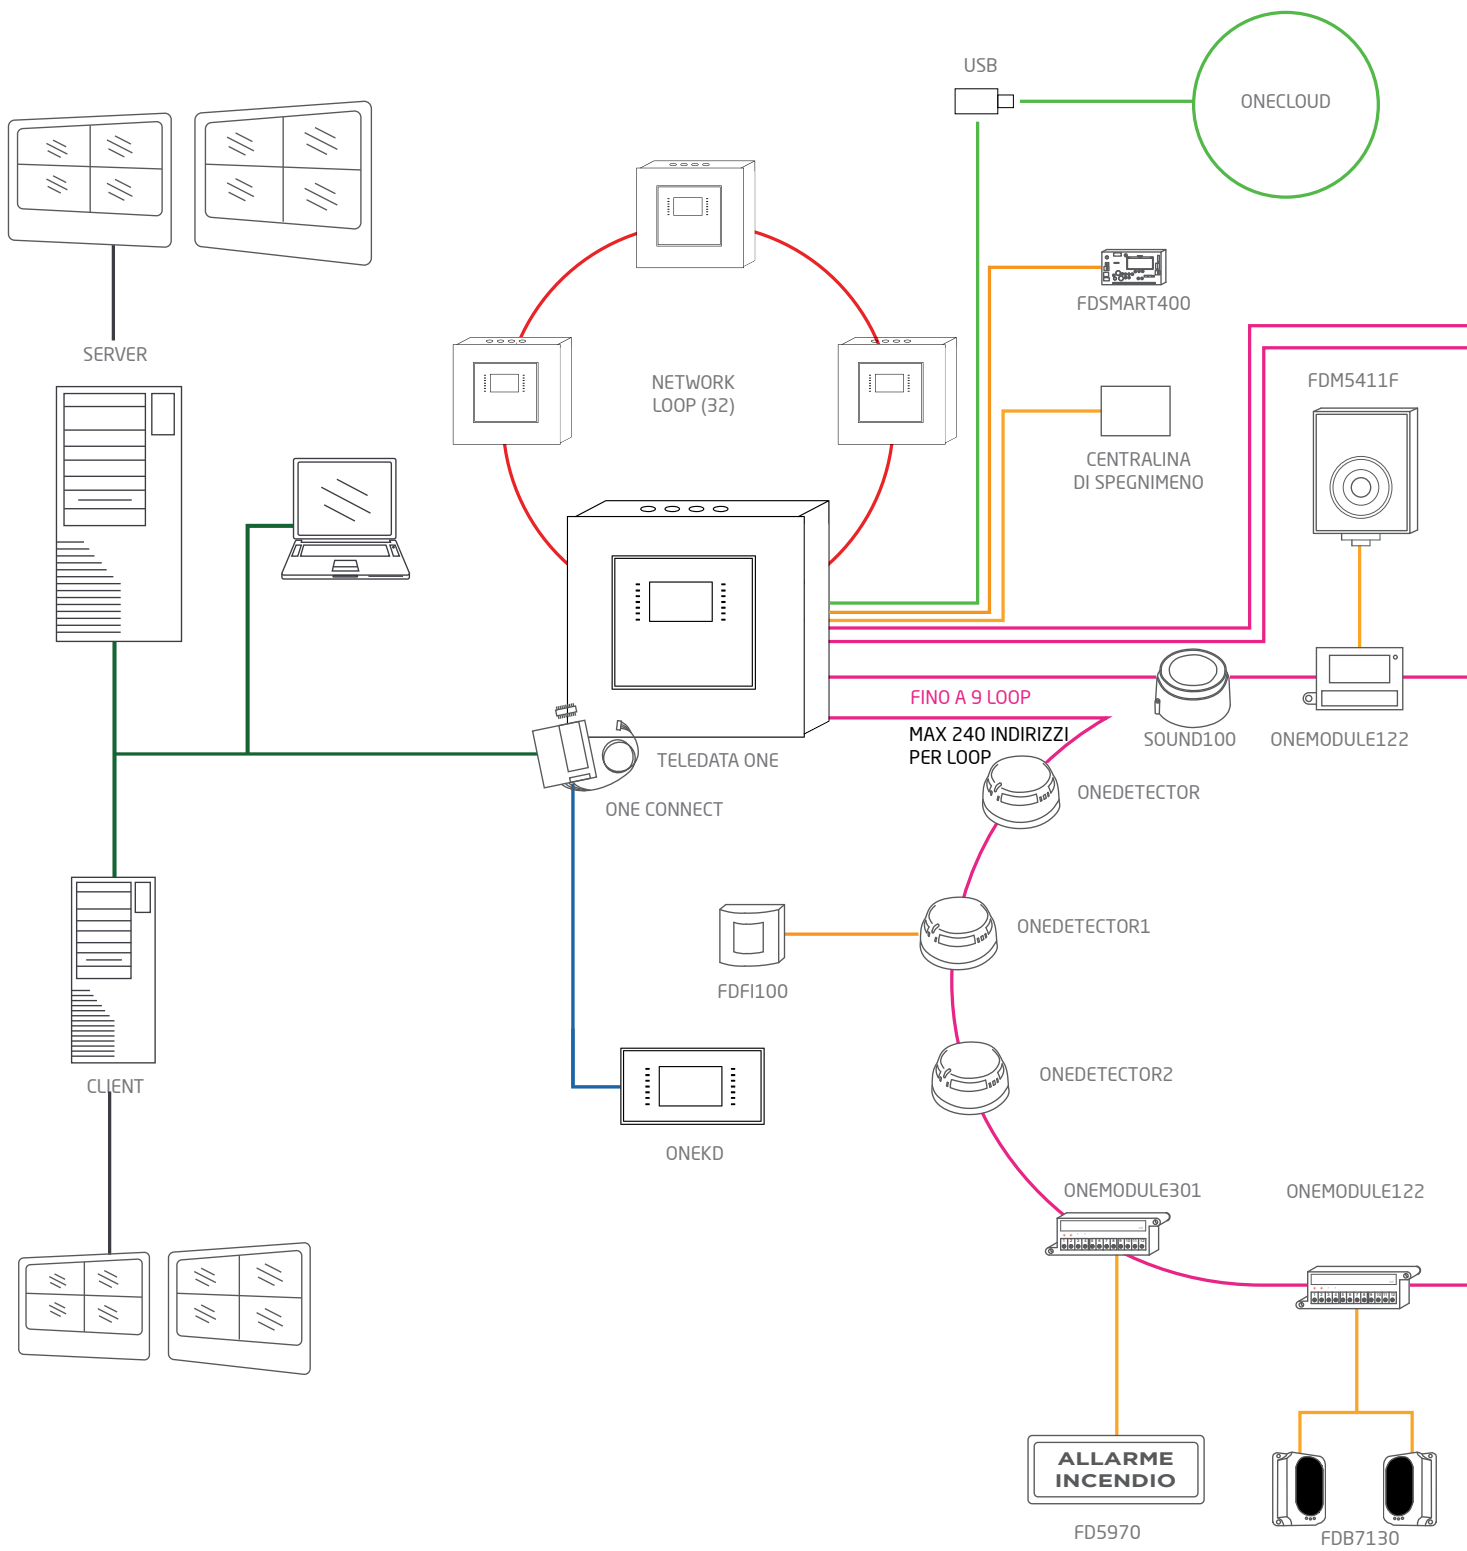 USB
ONECLOUD
FDSMART400
SERVER
NETWORK
LOOP (32)
FDM5411F
CENTRALINA
DI SPEGNIMENO
FINO A 9 LOOP
MAX 240 INDIRIZZI
PER LOOP
SOUND100
ONEMODULE122
TELEDATA ONE
ONE CONNECT
ONEDETECTOR
ONEDETECTOR1
FDFI100
ONEDETECTOR2
CLIENT
ONEKD
ONEMODULE301
ONEMODULE122
ALLARME
INCENDIO
FD5970
FDB7130